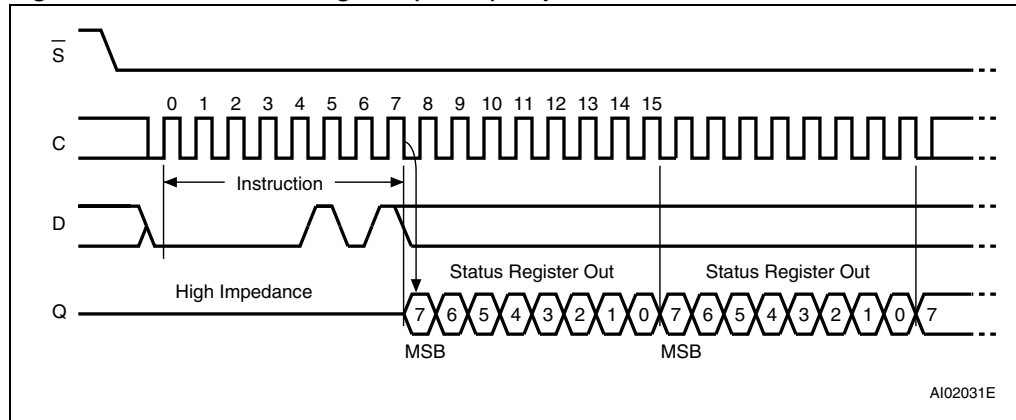 S
0 1 2 3 4 5 6 7 8 9 10 11 12 13 14 15
C
Instruction
D
Status Register Out Status Register Out
High Impedance
Q
7 6 5 4 3 2 1 0 7 6 5 4 3 2 1 0 7
MSB MSB
AI02031E